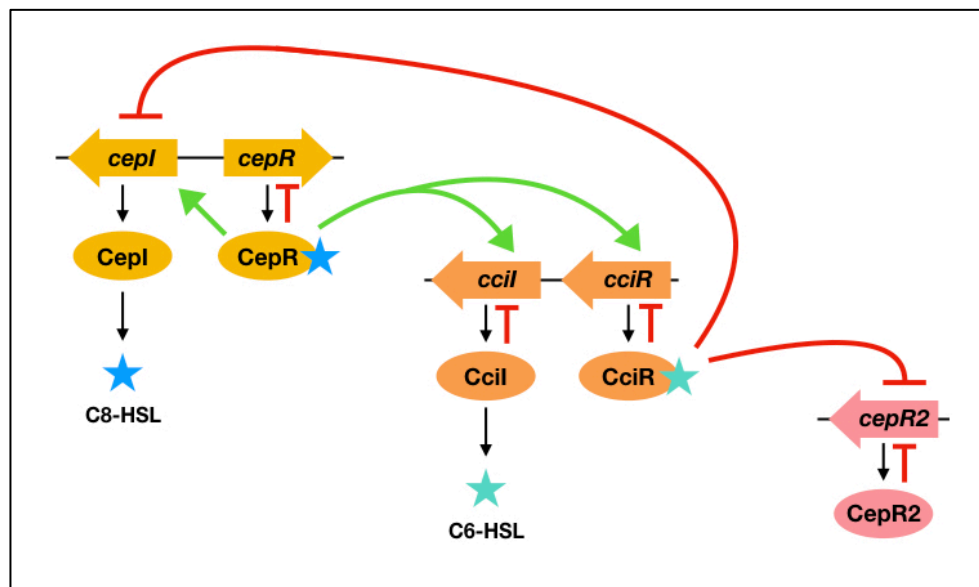 cepI
cepR
CepI
CepR
cciI
cciR
C8-HSL
CciI
CciR
cepR2
C6-HSL
CepR2